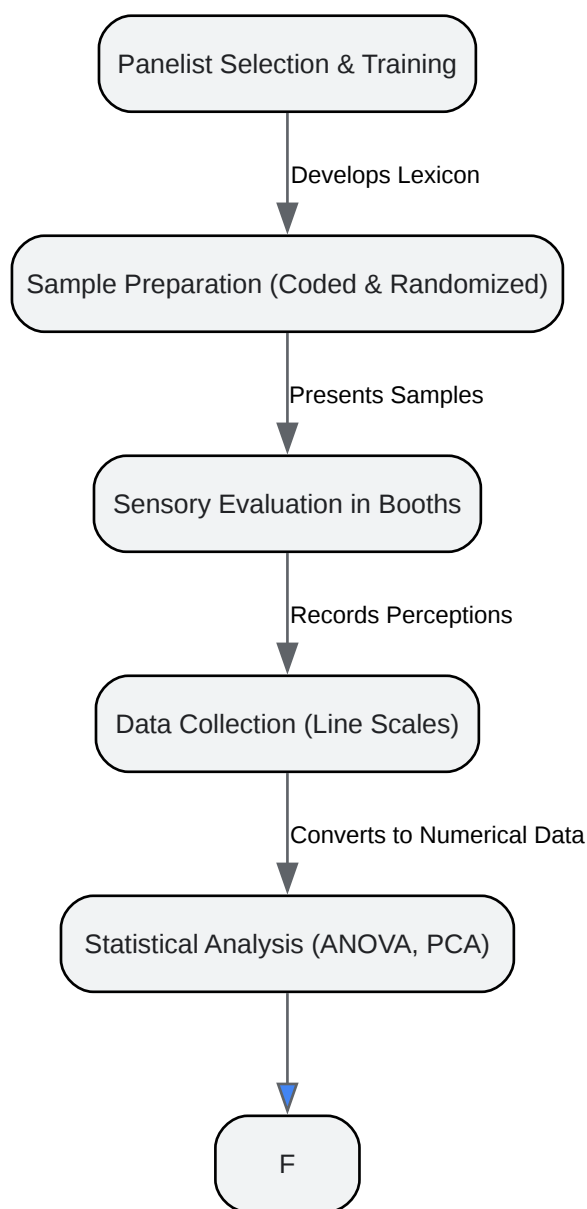 Panelist Selection & Training
Develops Lexicon
Sample Preparation (Coded & Randomized)
Presents Samples
Sensory Evaluation in Booths
Records Perceptions
Data Collection (Line Scales)
Converts to Numerical Data
Statistical Analysis (ANOVA, PCA)
F